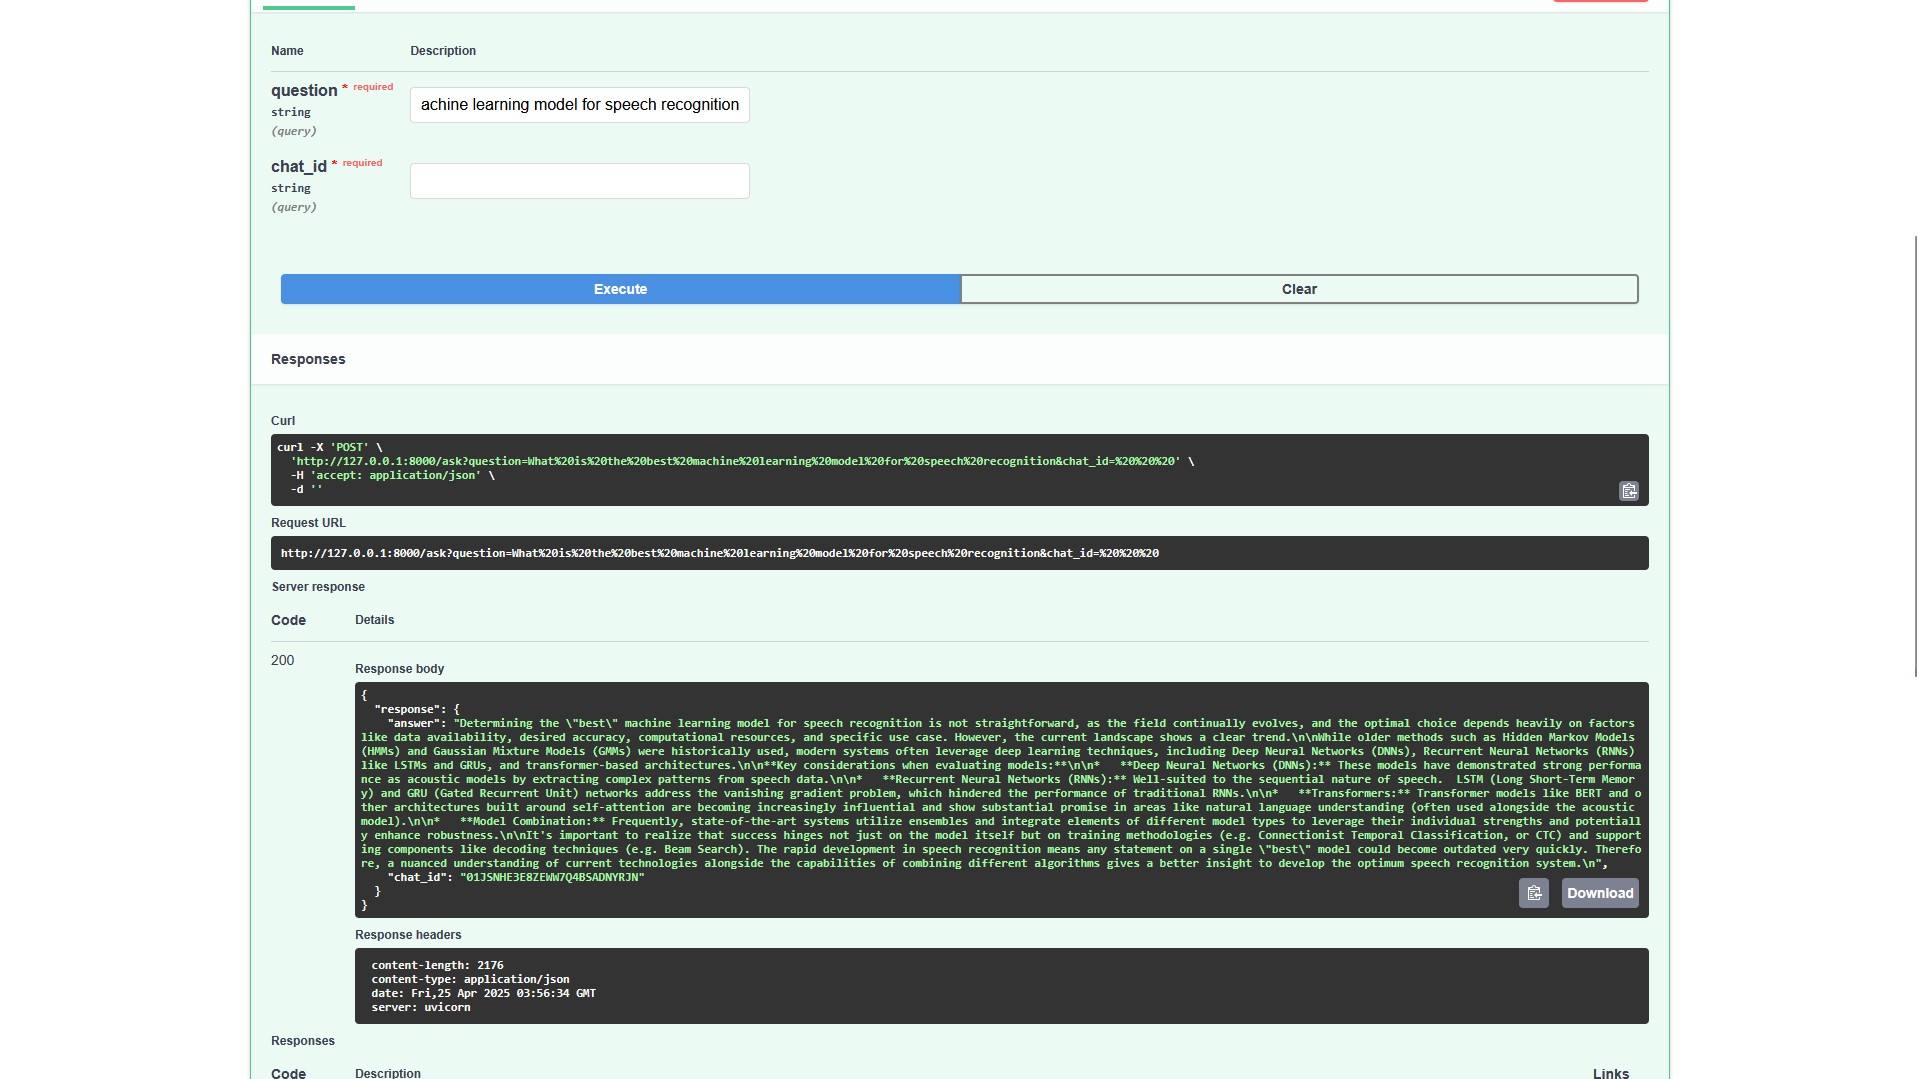 Name Description
question * required
string
(query)
achine learning model for speech recognition
chat_id * required
string
(query)
Execute Clear
Responses
Curl
curl -X 'POST' \
'http://127.0.0.1:8000/ask?question=What%20is%20the%20best%20machine%20learning%20model%20for%20speech%20recognition&chat_id=%20%20%20' \
-H 'accept: application/json' \
-d ''
Request URL
http://127.0.0.1:8000/ask?question=What%20is%20the%20best%20machine%20learning%20model%20for%20speech%20recognition&chat_id=%20%20%20
Server response
Code Details
200
Response body
{
"response": {
"answer": "Determining the \"best\" machine learning model for speech recognition is not straightforward, as the field continually evolves, and the optimal choice depends heavily on factors
like data availability, desired accuracy, computational resources, and specific use case. However, the current landscape shows a clear trend.\n\nWhile older methods such as Hidden Markov Models
(HMMs) and Gaussian Mixture Models (GMMs) were historically used, modern systems often leverage deep learning techniques, including Deep Neural Networks (DNNs), Recurrent Neural Networks (RNNs)
like LSTMs and GRUs, and transformer-based architectures.\n\n**Key considerations when evaluating models:**\n\n*   **Deep Neural Networks (DNNs):** These models have demonstrated strong performa
nce as acoustic models by extracting complex patterns from speech data.\n\n*   **Recurrent Neural Networks (RNNs):** Well-suited to the sequential nature of speech.  LSTM (Long Short-Term Memor
y) and GRU (Gated Recurrent Unit) networks address the vanishing gradient problem, which hindered the performance of traditional RNNs.\n\n*   **Transformers:** Transformer models like BERT and o
ther architectures built around self-attention are becoming increasingly influential and show substantial promise in areas like natural language understanding (often used alongside the acoustic
model).\n\n*   **Model Combination:** Frequently, state-of-the-art systems utilize ensembles and integrate elements of different model types to leverage their individual strengths and potentiall
y enhance robustness.\n\nIt's important to realize that success hinges not just on the model itself but on training methodologies (e.g. Connectionist Temporal Classification, or CTC) and support
ing components like decoding techniques (e.g. Beam Search). The rapid development in speech recognition means any statement on a single \"best\" model could become outdated very quickly. Therefo
re, a nuanced understanding of current technologies alongside the capabilities of combining different algorithms gives a better insight to develop the optimum speech recognition system.\n",
"chat_id": "01JSNHE3E8ZEWW7Q4BSADNYRJN"
}
}
Download
Response headers
content-length: 2176
content-type: application/json
date: Fri,25 Apr 2025 03:56:34 GMT
server: uvicorn
Responses
Code Description Links